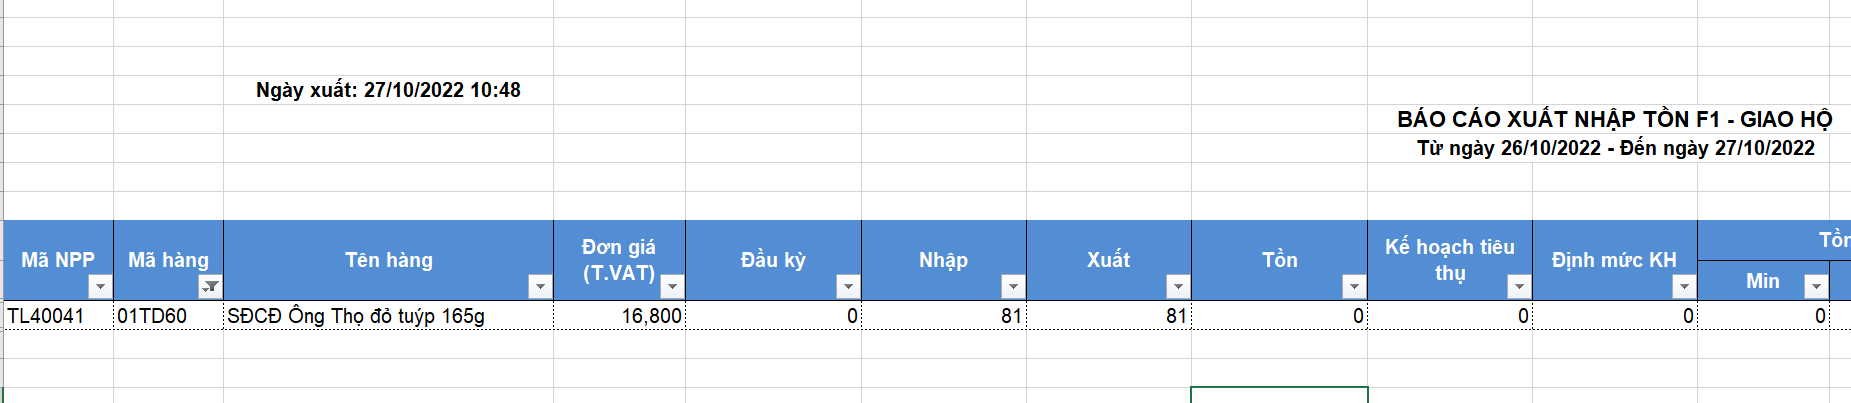 Ngày xuất: 27/10/2022 10:48
BÁO CÁO XUẤT NHẬP TỒN F1 - GIAO HỘ
Từ ngày 26/10/2022 - Đến ngày 27/10/2022
Mã NPP Mã hàng Tên hàng Đơn giá (T.VAT) Đầu kỳ Nhập Xuất Tồn Kế hoạch tiêu thụ Định mức KH Tồn
Min
TL40041 01TD60 SĐCĐ Ông Thọ đỏ tuýp 165g 16,800 0 81 81 0 0 0 0